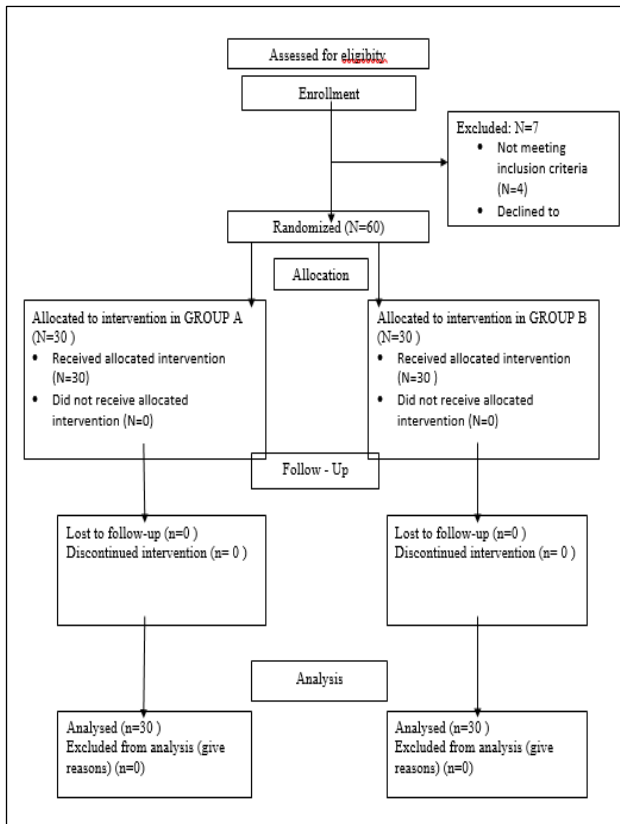 Assessed for eligibity
Enrollment
Excluded: N=7
• Not meeting
inclusion criteria
(N=4)
• Declined to
Randomized (N=60)
Allocation
Allocated to intervention in GROUP A
(N=30 )
• Received allocated intervention
(N=30)
• Did not receive allocated
intervention (N=0)
Allocated to intervention in GROUP B
(N=30 )
• Received allocated intervention
(N=30 )
• Did not receive allocated
intervention (N=0)
Follow - Up
Lost to follow-up (n=0 )
Discontinued intervention (n= 0 )
Lost to follow-up (n=0 )
Discontinued intervention (n= 0 )
Analysis
Analysed (n=30 )
Excluded from analysis (give
reasons) (n=0)
Analysed (n=30 )
Excluded from analysis (give
reasons) (n=0)